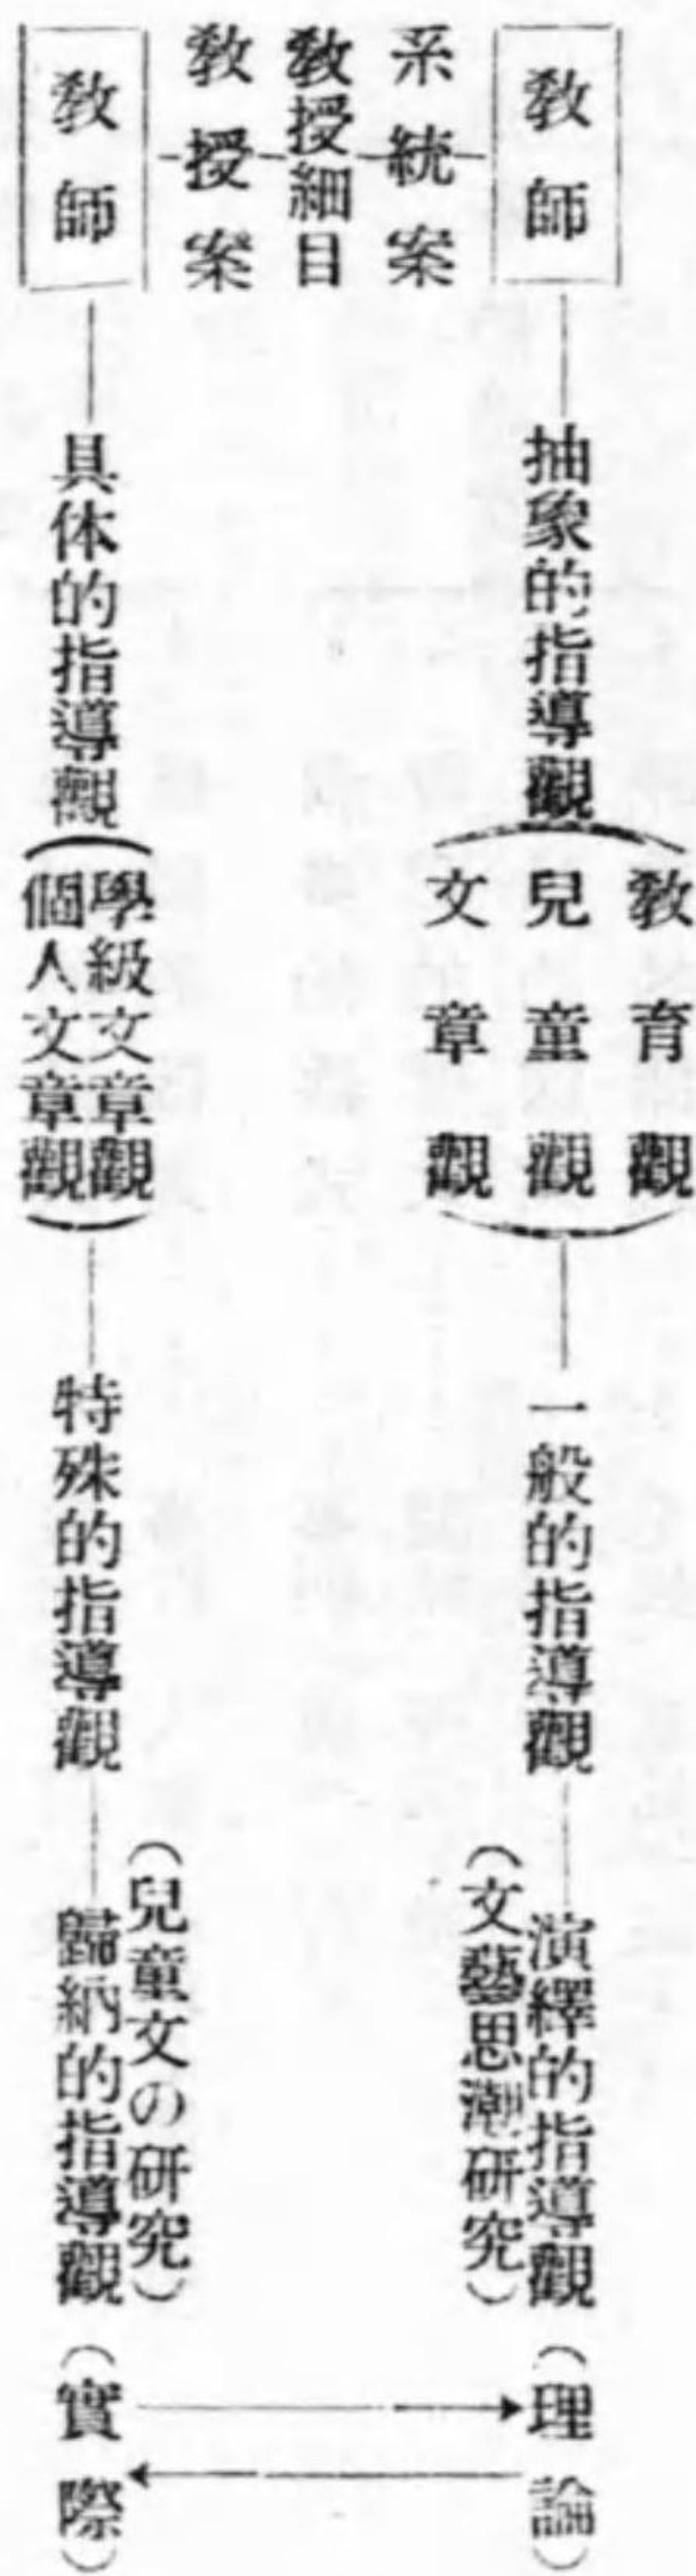 教師
抽象的指導觀
教育觀
兒童觀
文章觀
一般的指導觀
演繹的指導觀
(文藝思潮研究)
(理論)
系統案
教授細目
教授案
教師
具体的指導觀
(學級文章觀
個人文章觀)
特殊的指導觀
(兒童文の研究)
歸納的指導觀
(實際)